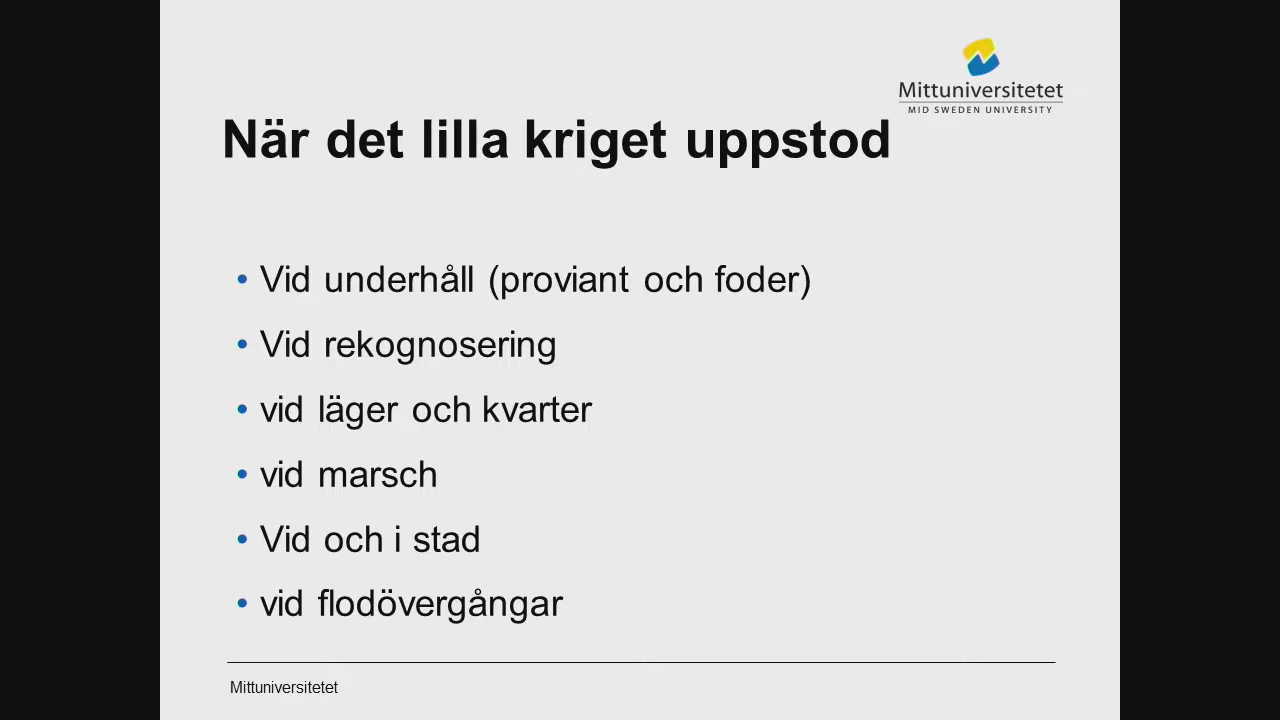 Mittuniversitetet
MID SWEDEN UNIVERSITY
När det lilla kriget uppstod
• Vid underhåll (proviant och foder)
• Vid rekognosering
• vid läger och kvarter
• vid marsch
• Vid och i stad
• vid flodövergångar
Mittuniversitetet